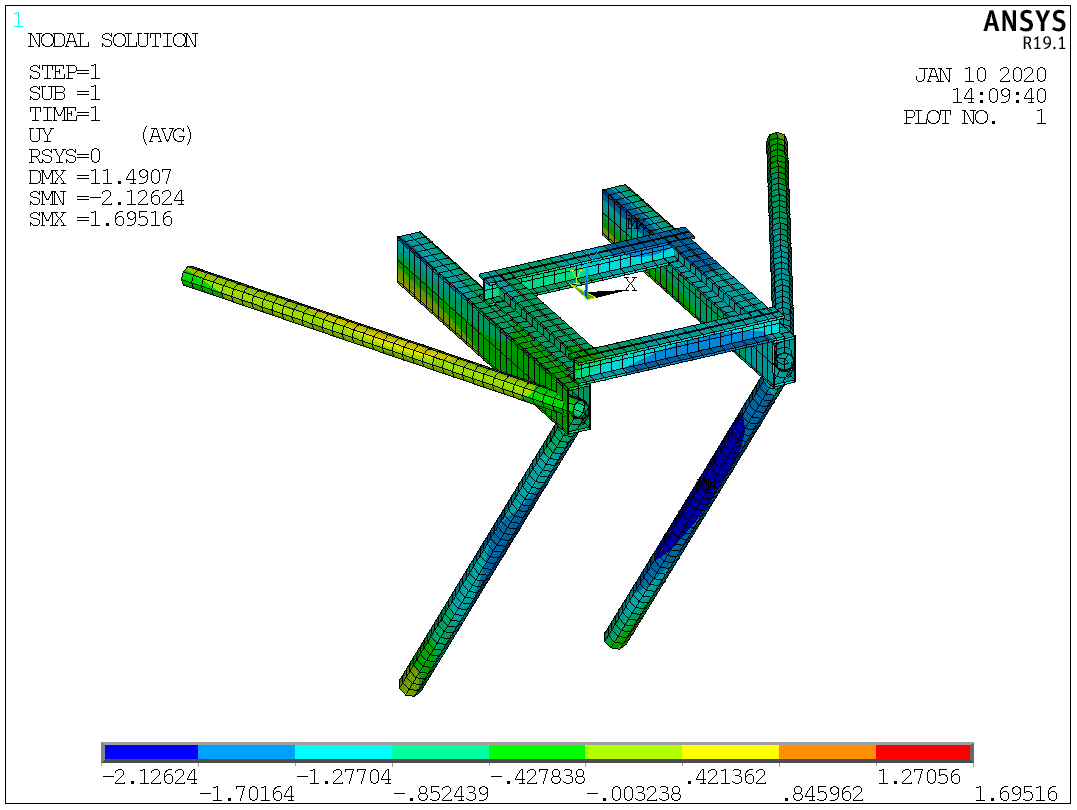 1
NODAL SOLUTION
STEP=1
SUB =1
TIME=1
UY (AVG)
RSYS=0
DMX =11.4907
SMN =-2.12624
SMX =1.69516
ANSYS
R19.1
JAN 10 2020
14:09:40
PLOT NO. 1
Y
X
-2.12624 -1.27704 -.427838 .421362 1.27056
-1.70164 -.852439 -.003238 .845962 1.69516